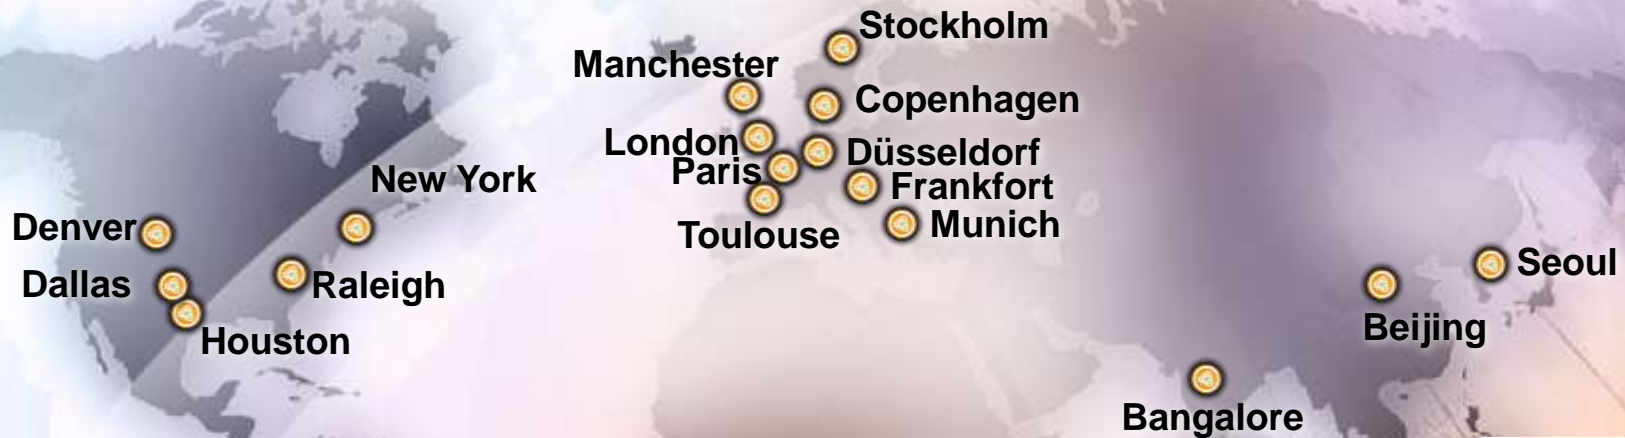 Stockholm
Manchester
Copenhagen
London
Düsseldorf
Paris
New York
Frankfort
Denver
Munich
Toulouse
Seoul
Dallas
Raleigh
Beijing
Houston
Bangalore